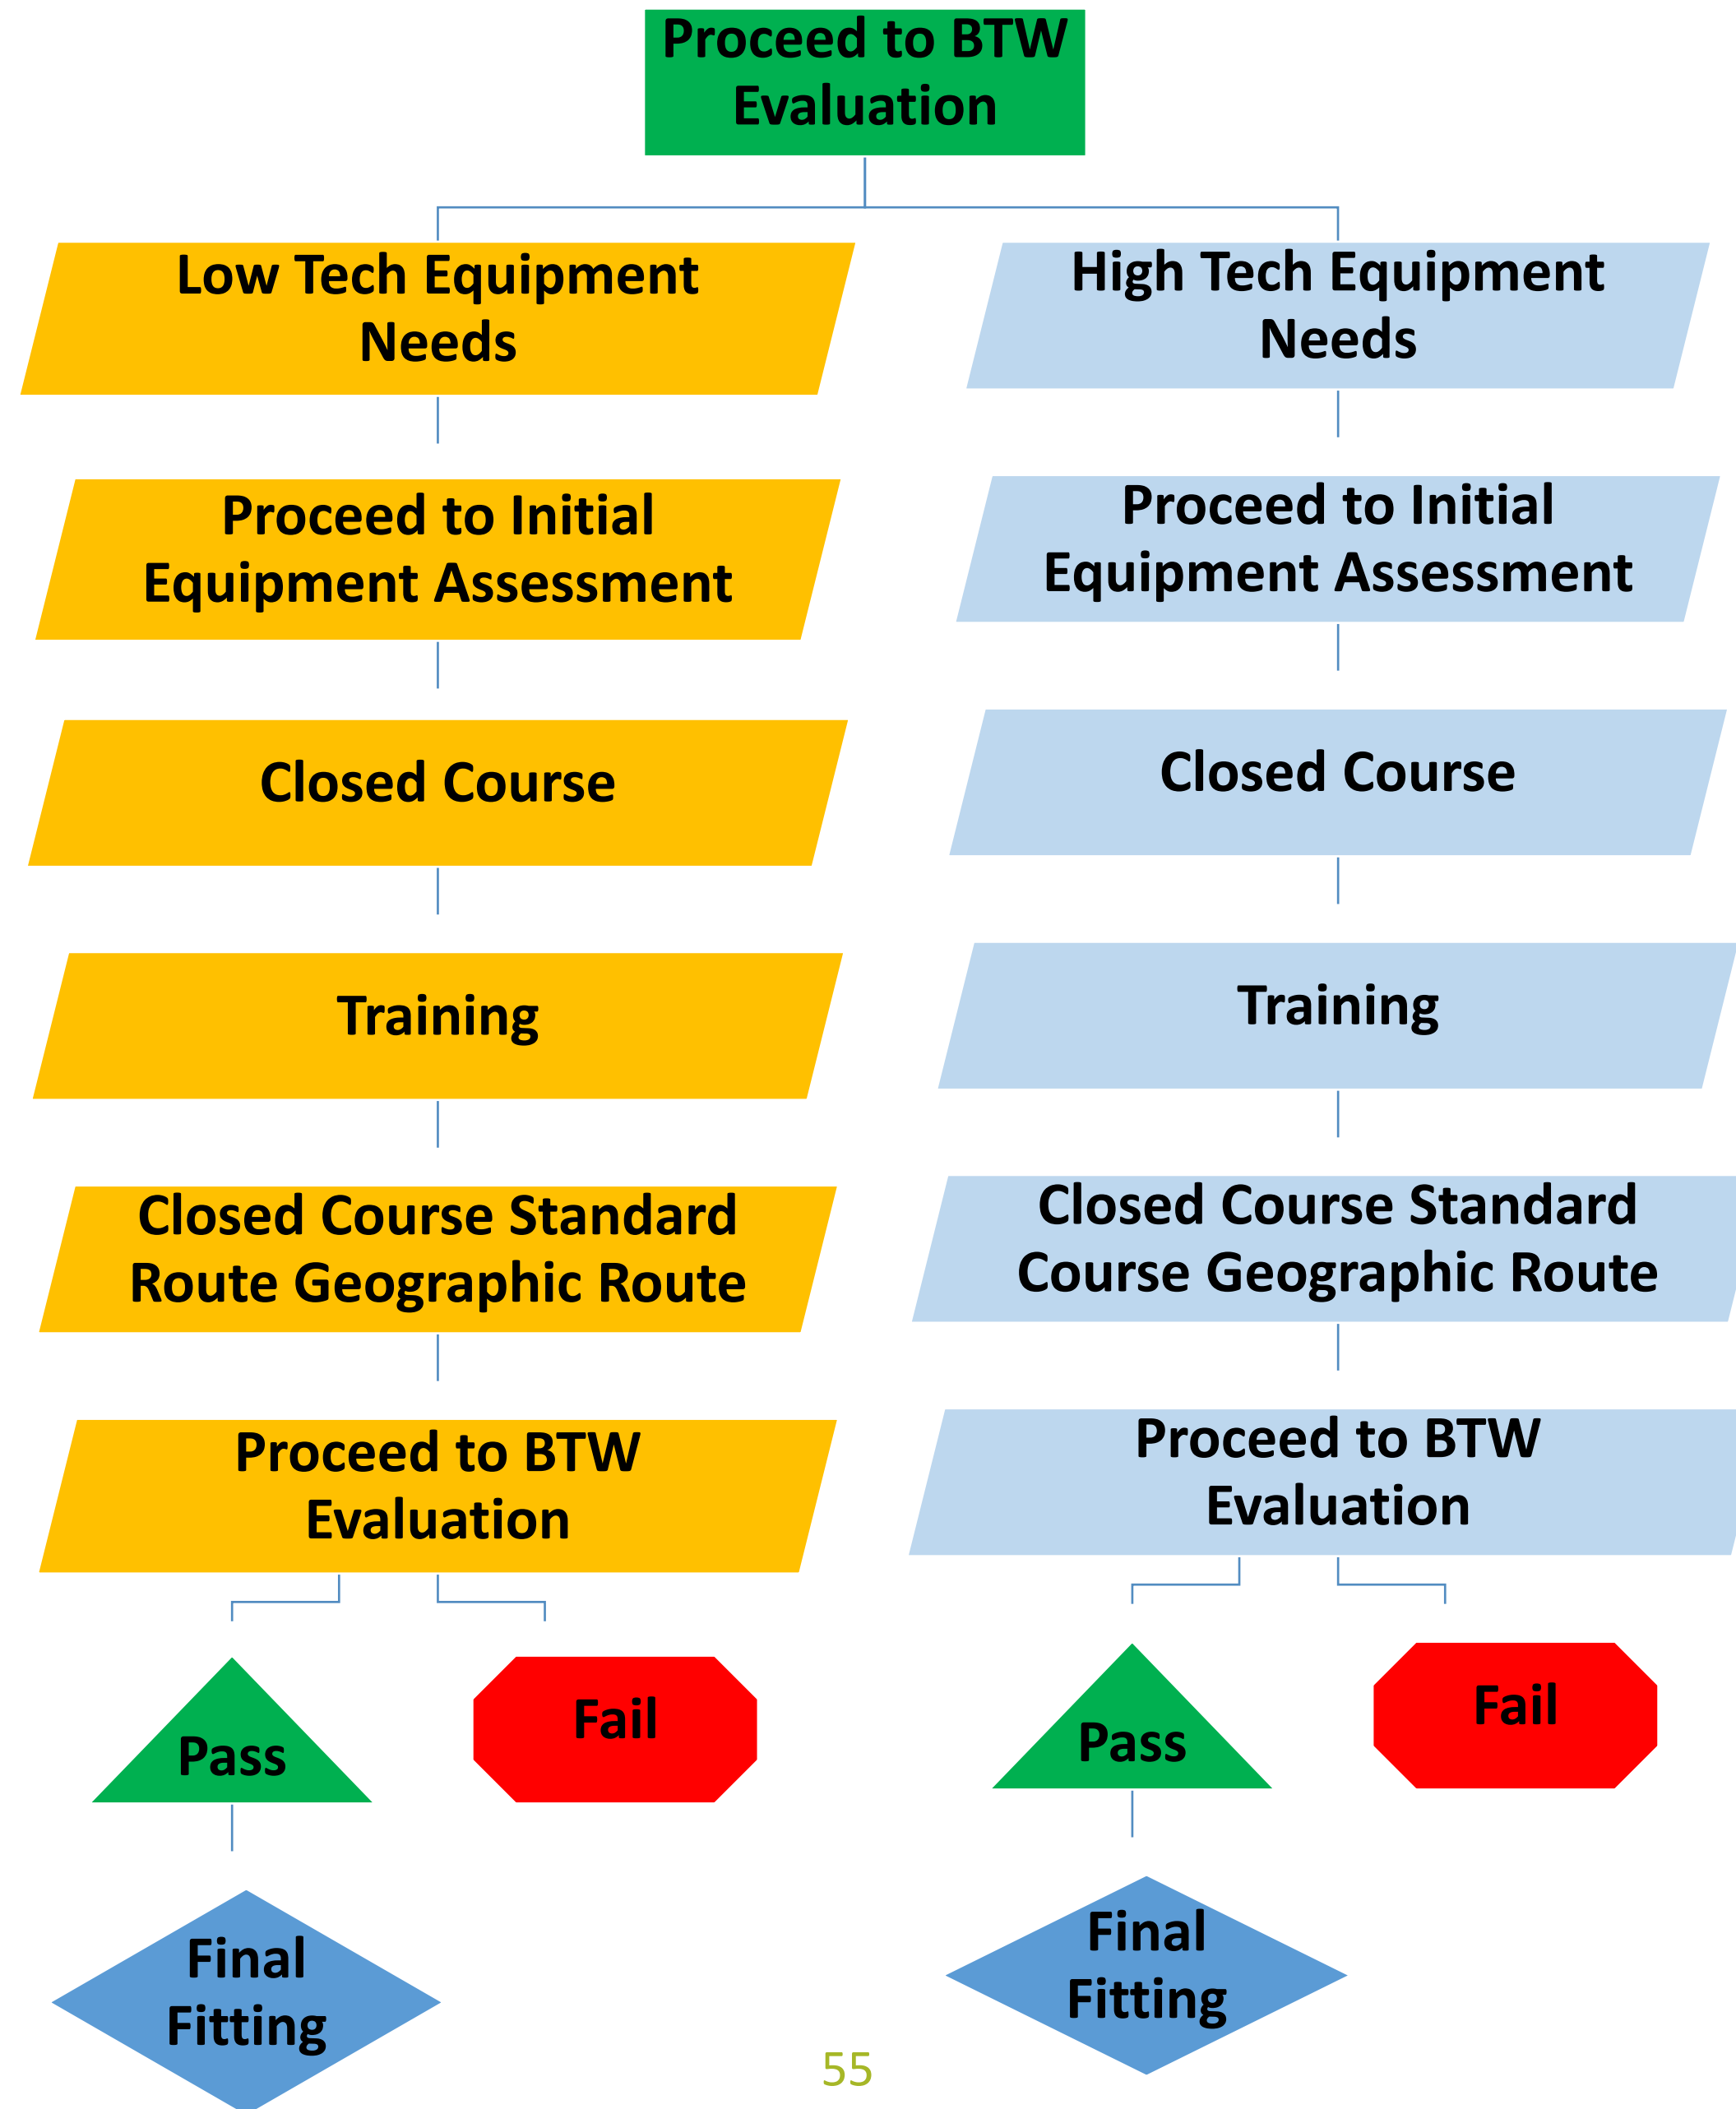 Proceed to BTW
Evaluation
Low Tech Equipment
Needs
High Tech Equipment
Needs
Proceed to Initial
Equipment Assessment
Proceed to Initial
Equipment Assessment
Closed Course
Closed Course
Training
Training
Closed Course Standard
Route Geographic Route
Closed Course Standard
Course Geographic Route
Proceed to BTW
Evaluation
Proceed to BTW
Evaluation
Pass
Fail
Pass
Fail
Final
Fitting
Final
Fitting
55